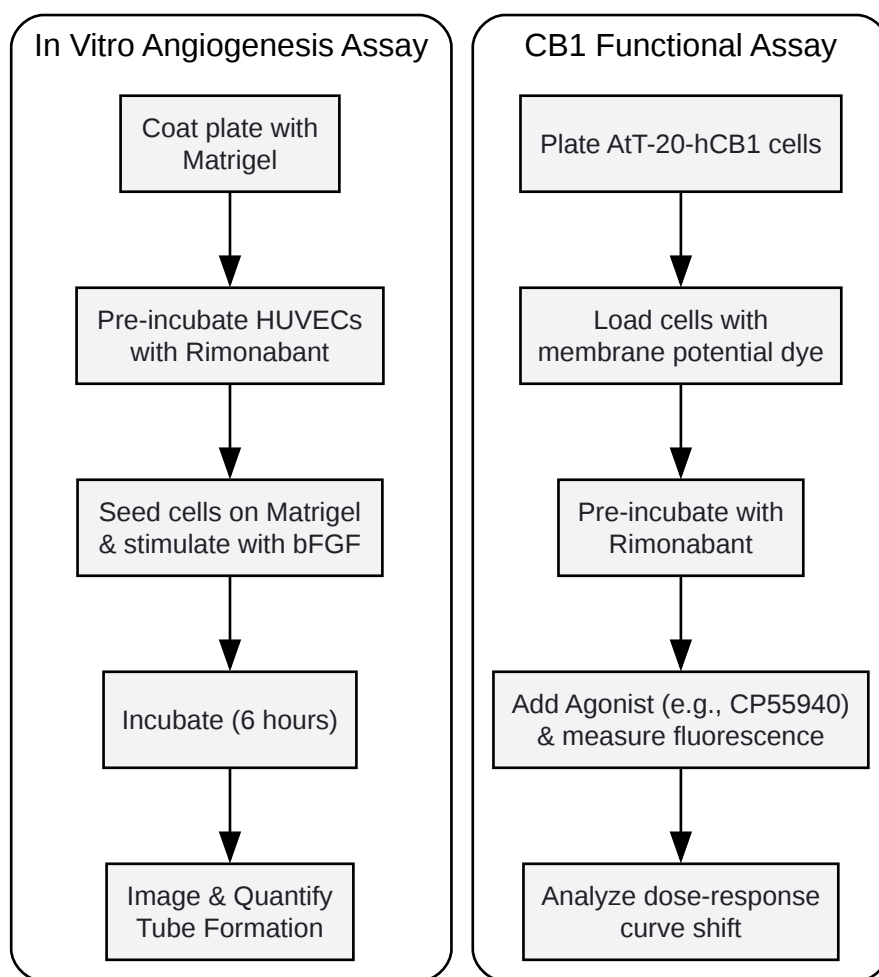 In Vitro Angiogenesis Assay
Coat plate with
Matrigel
Pre-incubate HUVECs
with Rimonabant
Seed cells on Matrigel
& stimulate with bFGF
Incubate (6 hours)
Image & Quantify
Tube Formation
CB1 Functional Assay
Plate AtT-20-hCB1 cells
Load cells with
membrane potential dye
Pre-incubate with
Rimonabant
Add Agonist (e.g., CP55940)
& measure fluorescence
Analyze dose-response
curve shift